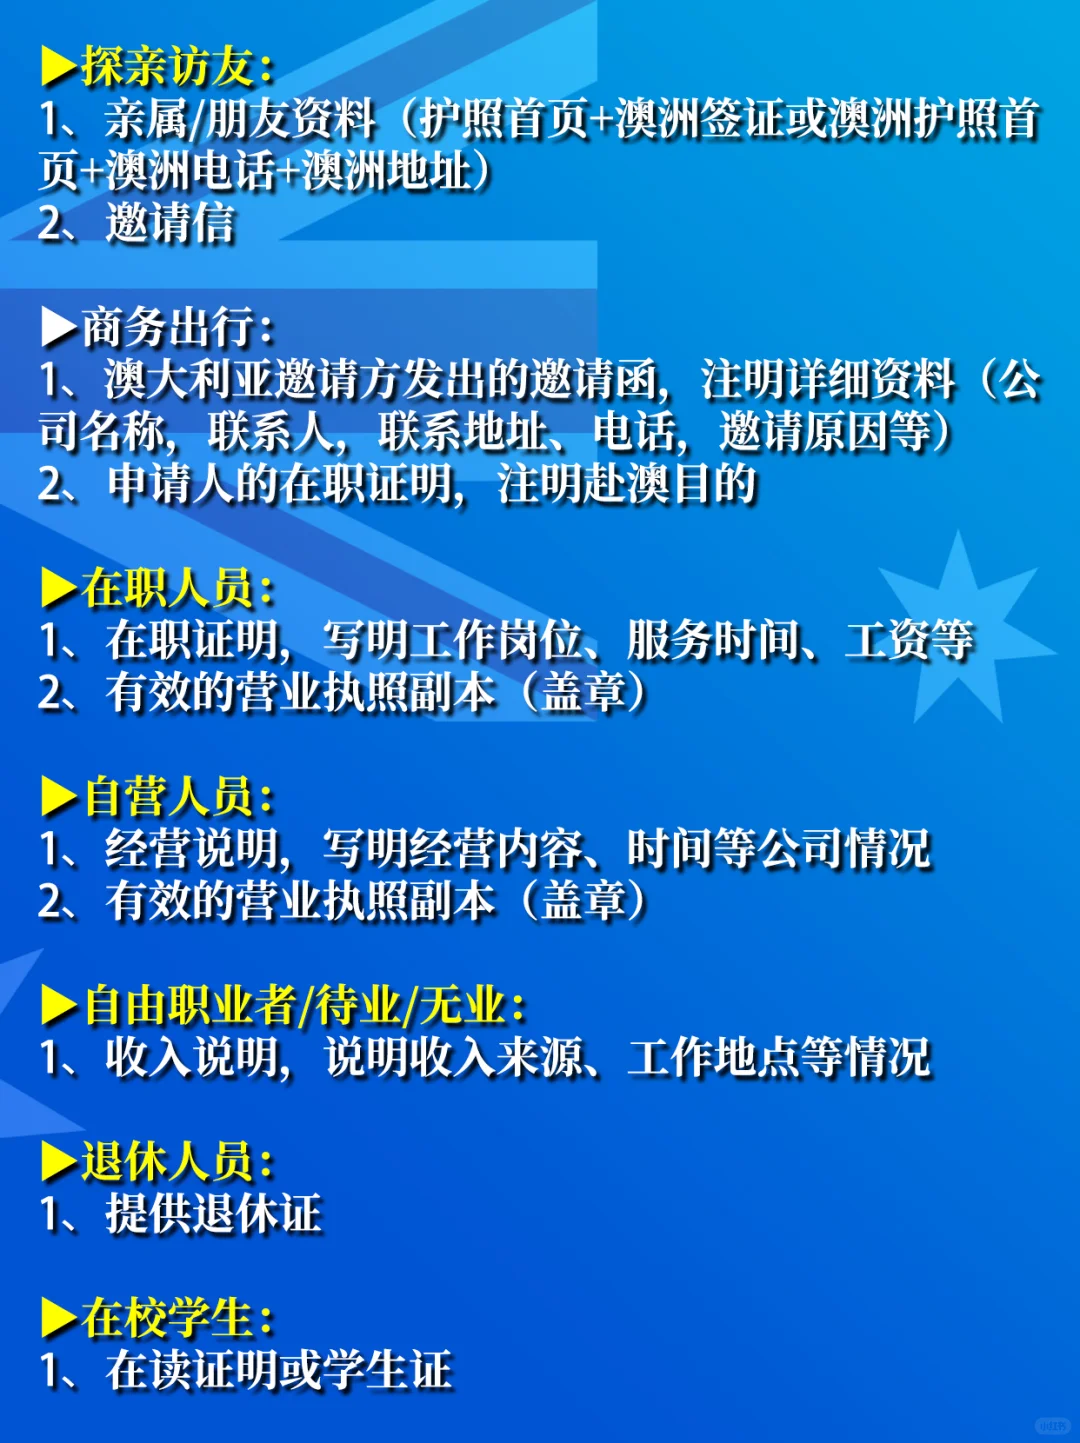 ▶探亲访友：
1、亲属/朋友资料（护照首页+澳洲签证或澳洲护照首
页+澳洲电话+澳洲地址）
2、邀请信
▶商务出行：
1、澳大利亚邀请方发出的邀请函，注明详细资料（公
司名称，联系人，联系地址、电话，邀请原因等）
2、申请人的在职证明，注明赴澳目的
▶在职人员：
1、在职证明，写明工作岗位、服务时间、工资等
2、有效的营业执照副本（盖章）
▶自营人员：
1、经营说明，写明经营内容、时间等公司情况
2、有效的营业执照副本（盖章）
▶自由职业者/待业/无业：
1、收入说明，说明收入来源、工作地点等情况
▶退休人员：
1、提供退休证
▶在校学生：
1、在读证明或学生证
小红书